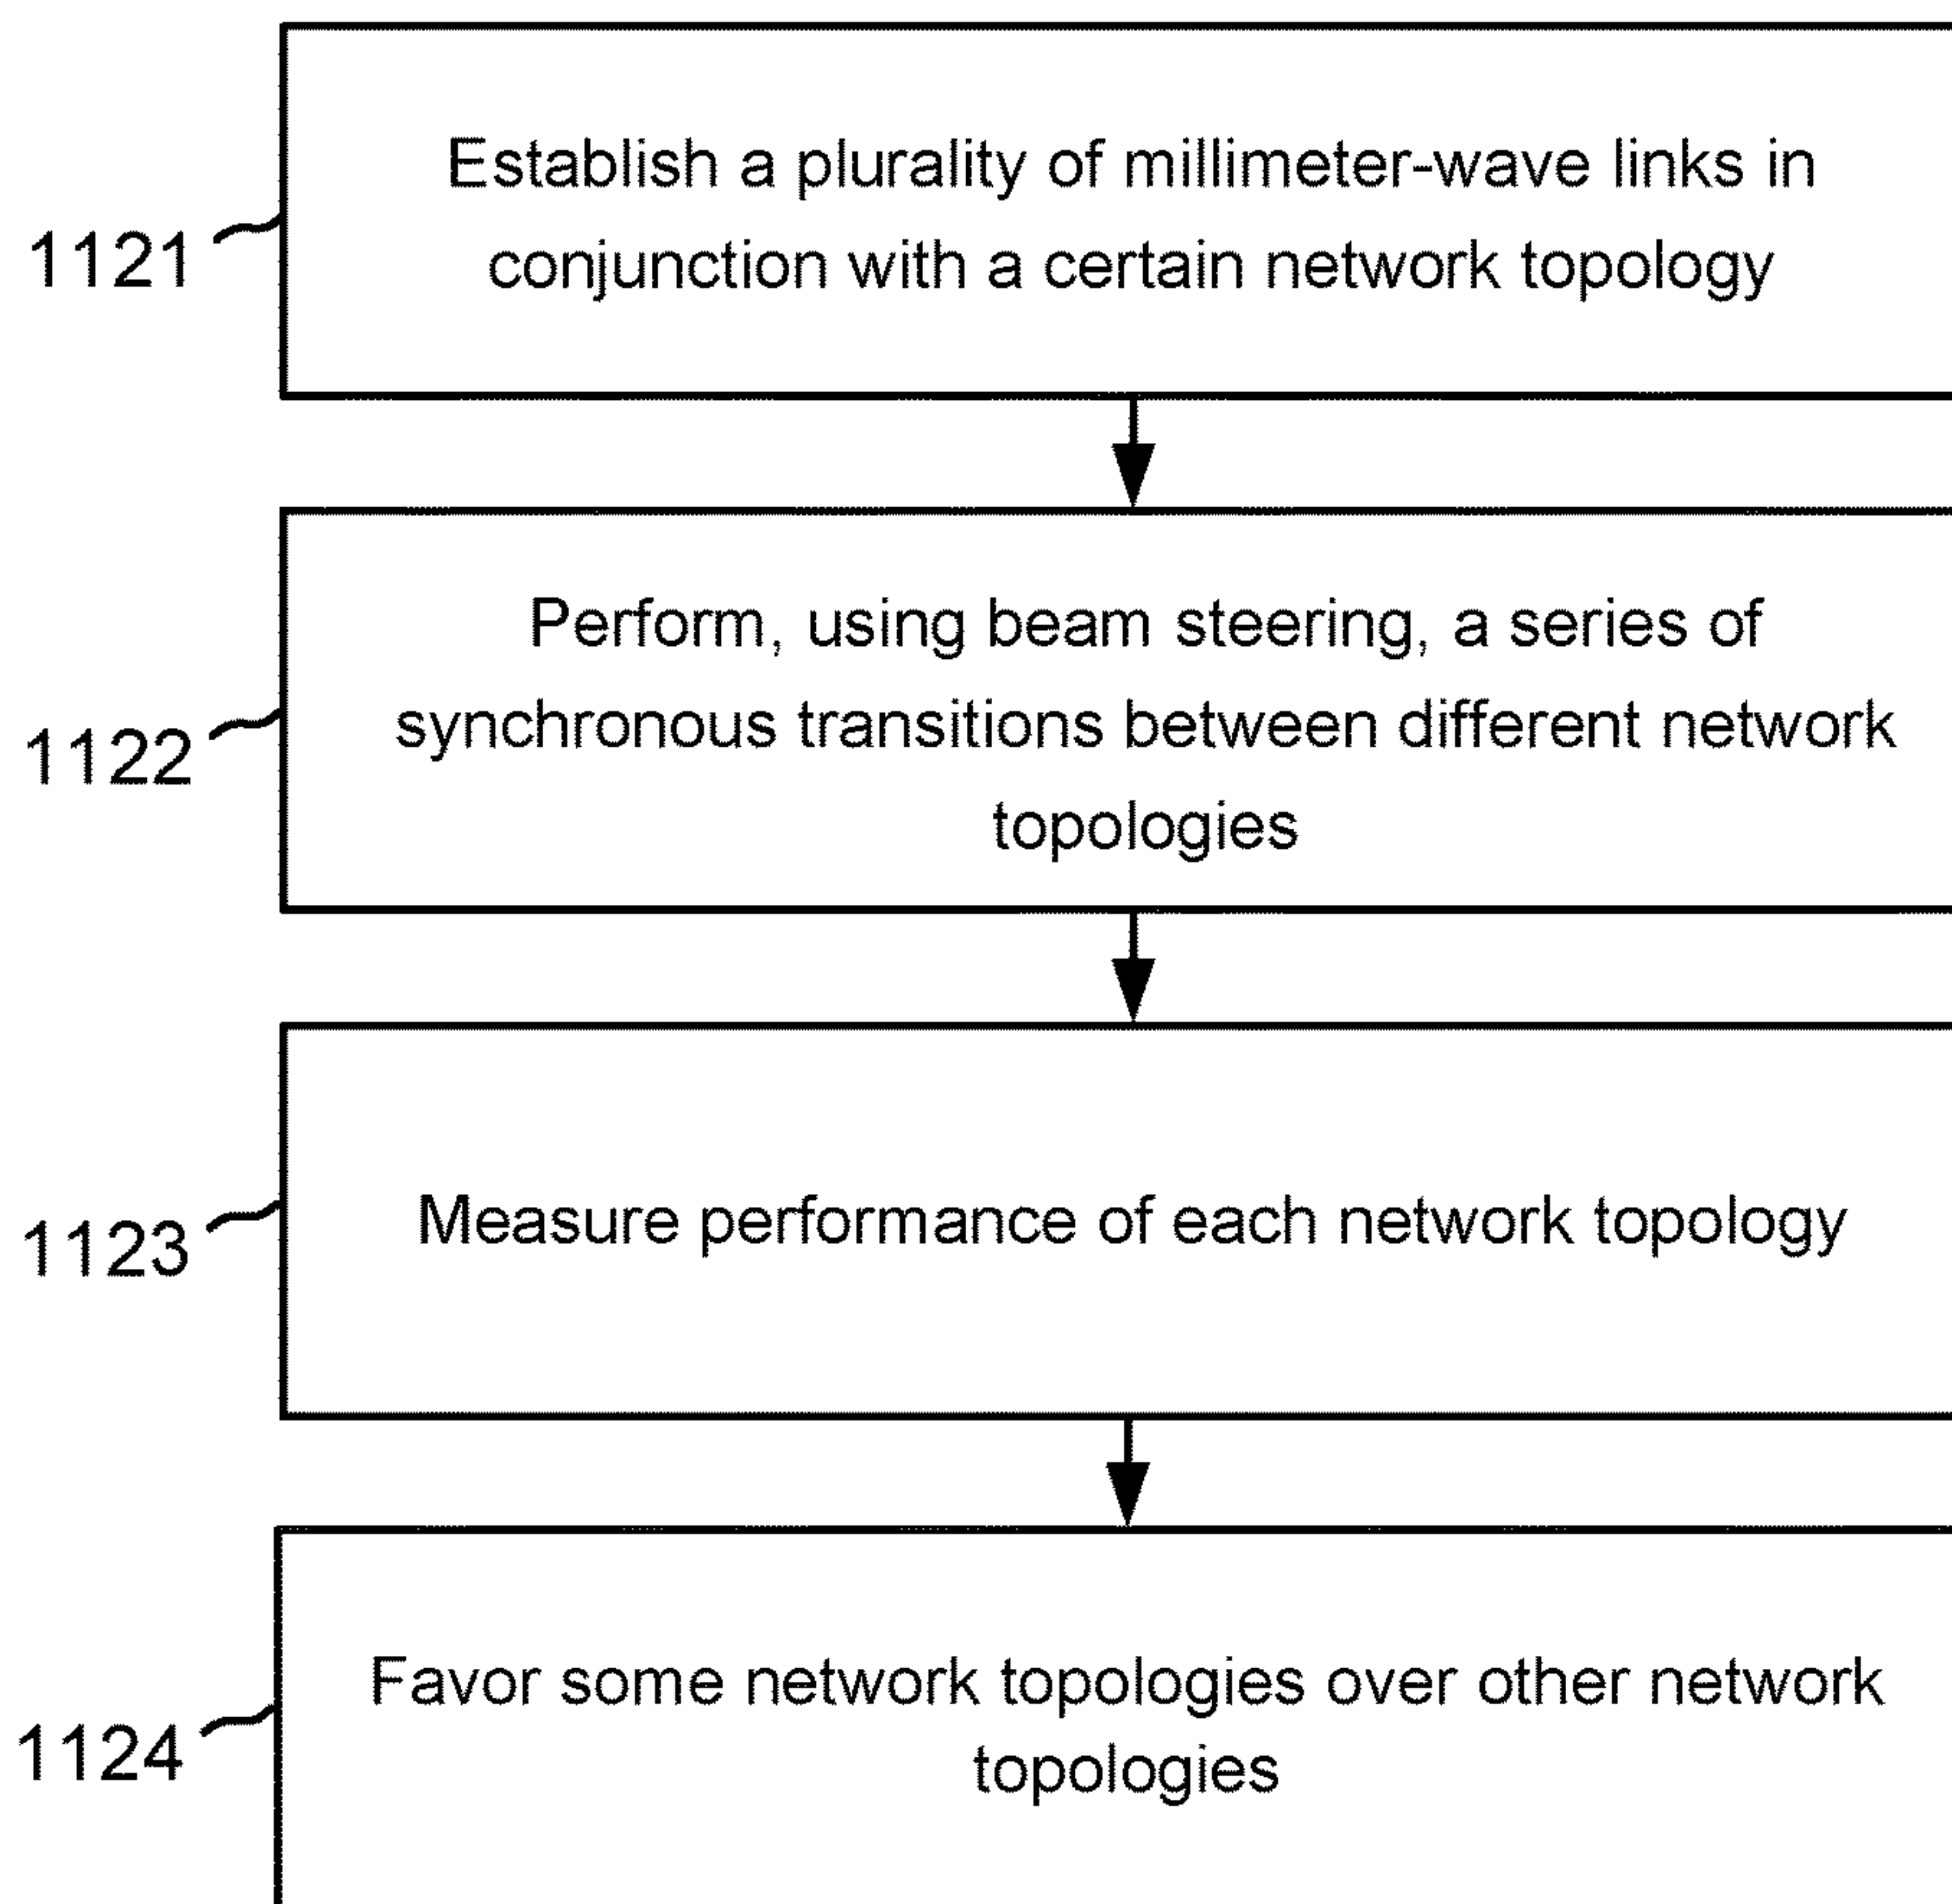 Establish a plurality of millimeter-wave links in
1121
conjunction with a certain network topology
Perform, using beam steering, a series of
synchronous transitions between different network
1122
topologies
1123
Measure performance of each network topology
Favor some network topologies over other network
1124
topologies